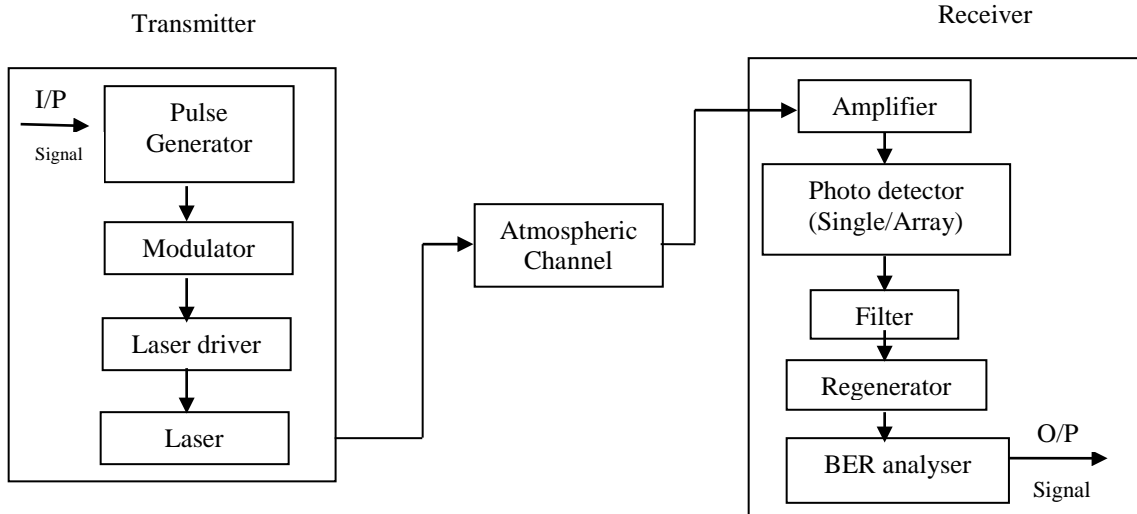 Transmitter
I/P
Signal
Pulse
Generator
Modulator
Laser driver
Laser
Atmospheric
Channel
Receiver
Amplifier
Photo detector
(Single/Array)
Filter
Regenerator
BER analyser
O/P
Signal